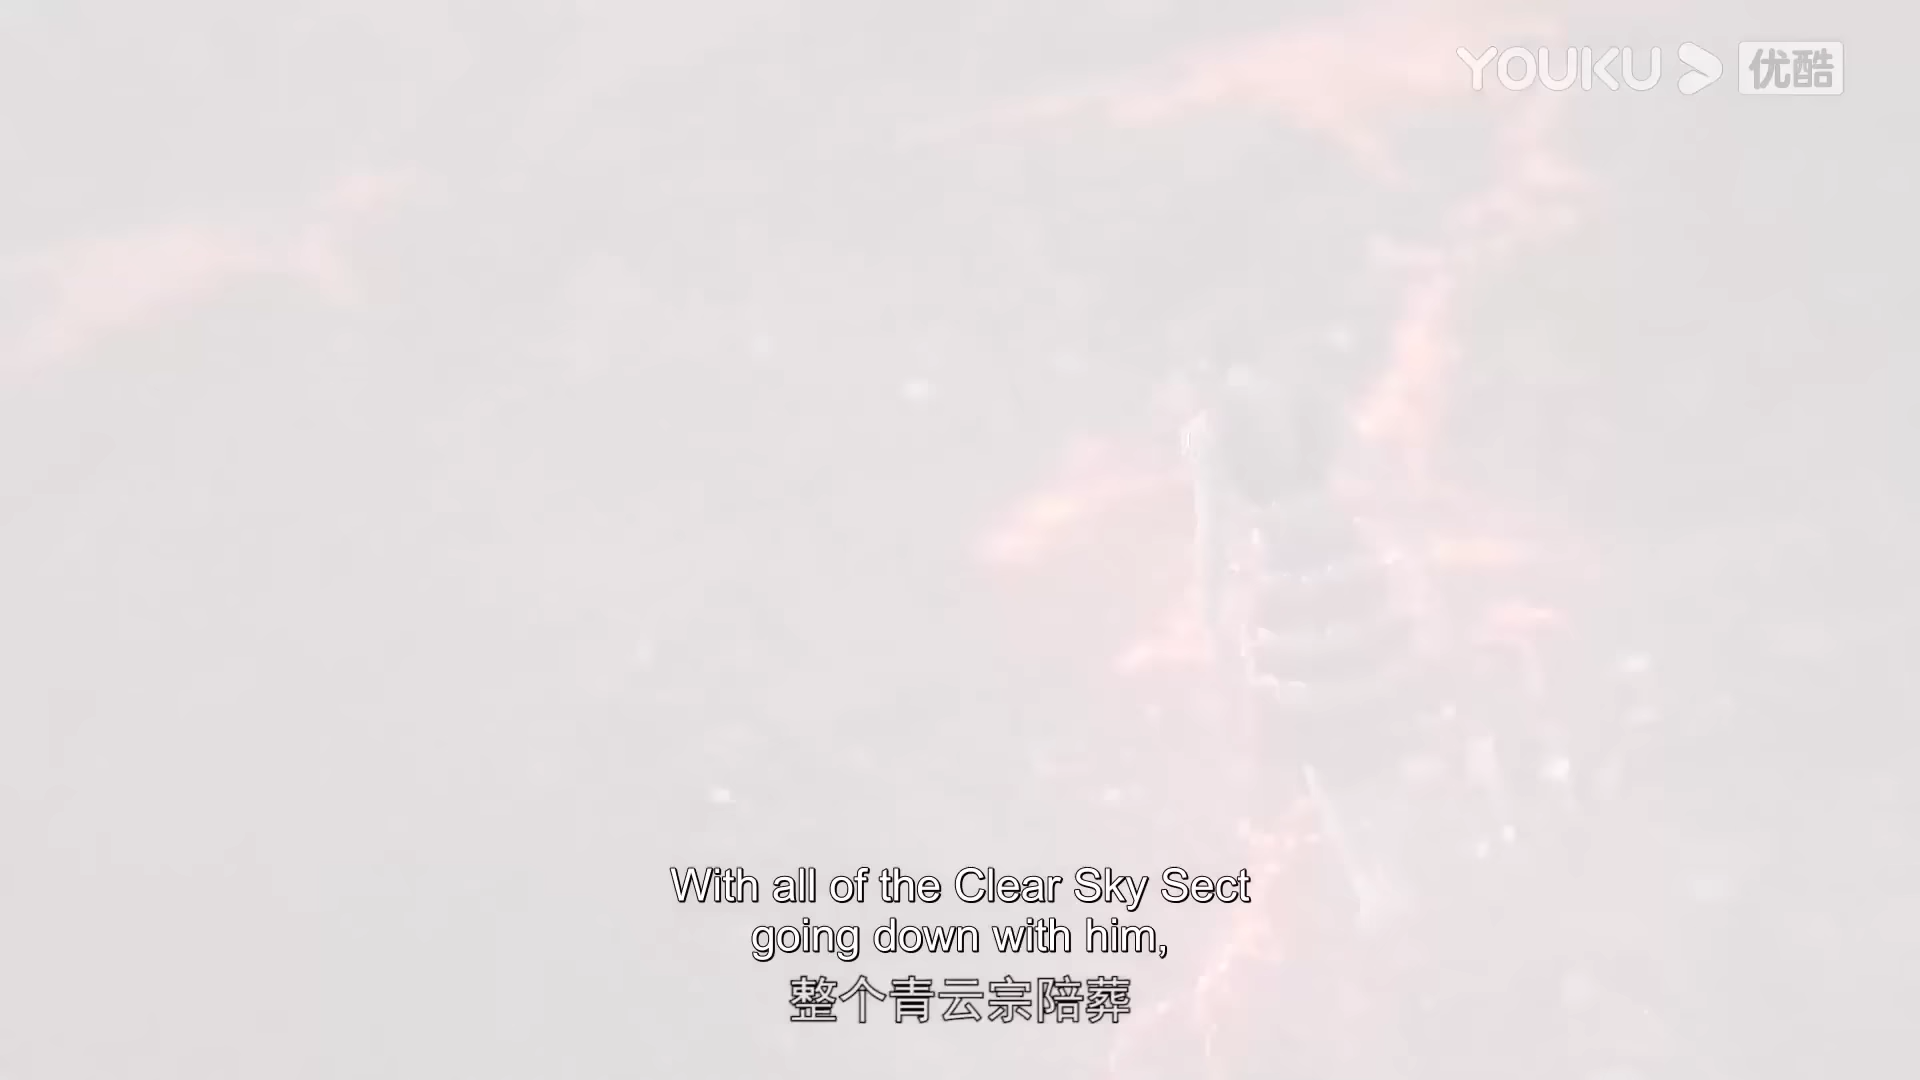 YOUKU 优酷
With all of the Clear Sky Sect
going down with him,
整个青云宗陪葬